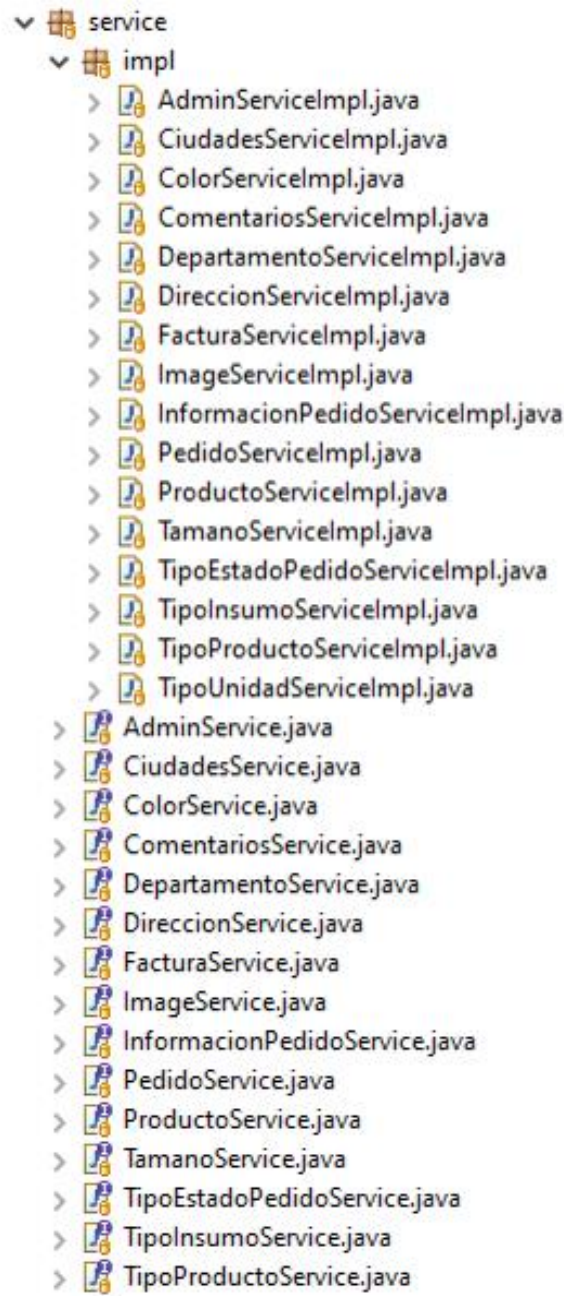 service
impl
AdminServiceImpl.java
CiudadesServiceImpl.java
ColorServiceImpl.java
ComentariosServiceImpl.java
DepartamentoServiceImpl.java
DireccionServiceImpl.java
FacturaServiceImpl.java
ImageServiceImpl.java
InformacionPedidoServiceImpl.java
PedidoServiceImpl.java
ProductoServiceImpl.java
TamanoServiceImpl.java
TipoEstadoPedidoServiceImpl.java
TipoInsumoServiceImpl.java
TipoProductoServiceImpl.java
TipoUnidadServiceImpl.java
AdminService.java
CiudadesService.java
ColorService.java
ComentariosService.java
DepartamentoService.java
DireccionService.java
FacturaService.java
ImageService.java
InformacionPedidoService.java
PedidoService.java
ProductoService.java
TamanoService.java
TipoEstadoPedidoService.java
TipoInsumoService.java
TipoProductoService.java